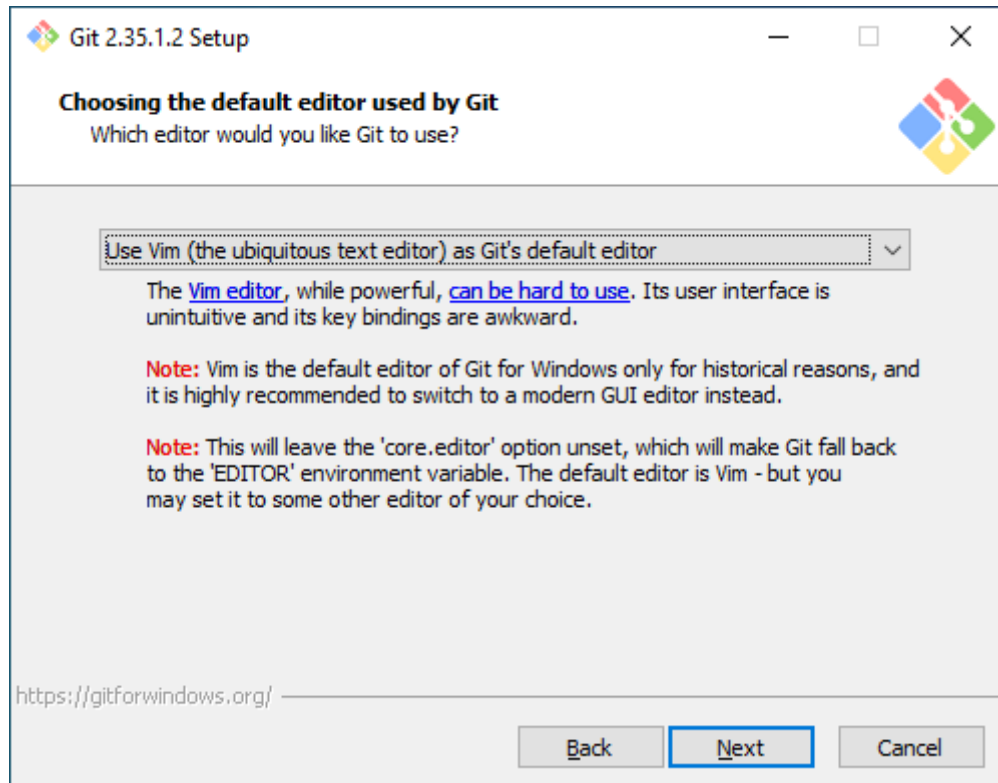 Git 2.35.1.2 Setup
Choosing the default editor used by Git
Which editor would you like Git to use?
Use Vim (the ubiquitous text editor) as Git's default editor
The Vim editor, while powerful, can be hard to use. Its user interface is
unintuitive and its key bindings are awkward.
Note: Vim is the default editor of Git for Windows only for historical reasons, and
it is highly recommended to switch to a modern GUI editor instead.
Note: This will leave the 'core.editor' option unset, which will make Git fall back
to the 'EDITOR' environment variable. The default editor is Vim - but you
may set it to some other editor of your choice.
https://gitforwindows.org/
Back
Next
Cancel